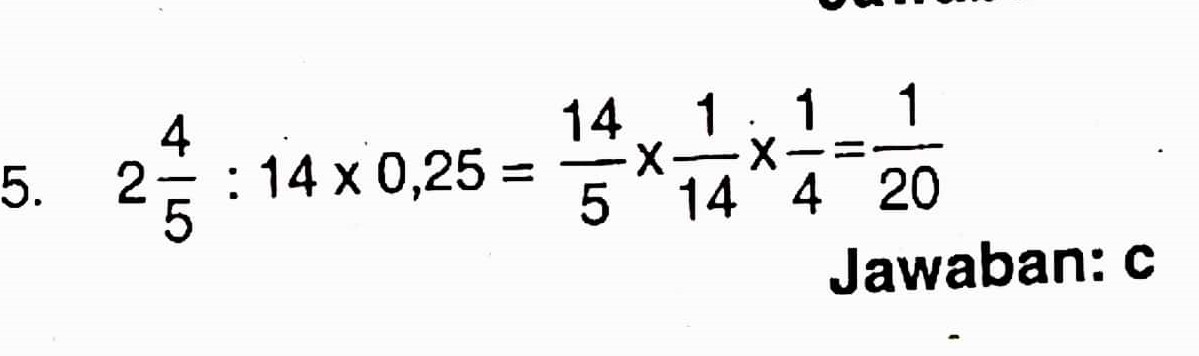 5. 2 4/5 : 14 x 0,25 = 14/5 x 1/14 x 1/4 = 1/20
Jawaban: c